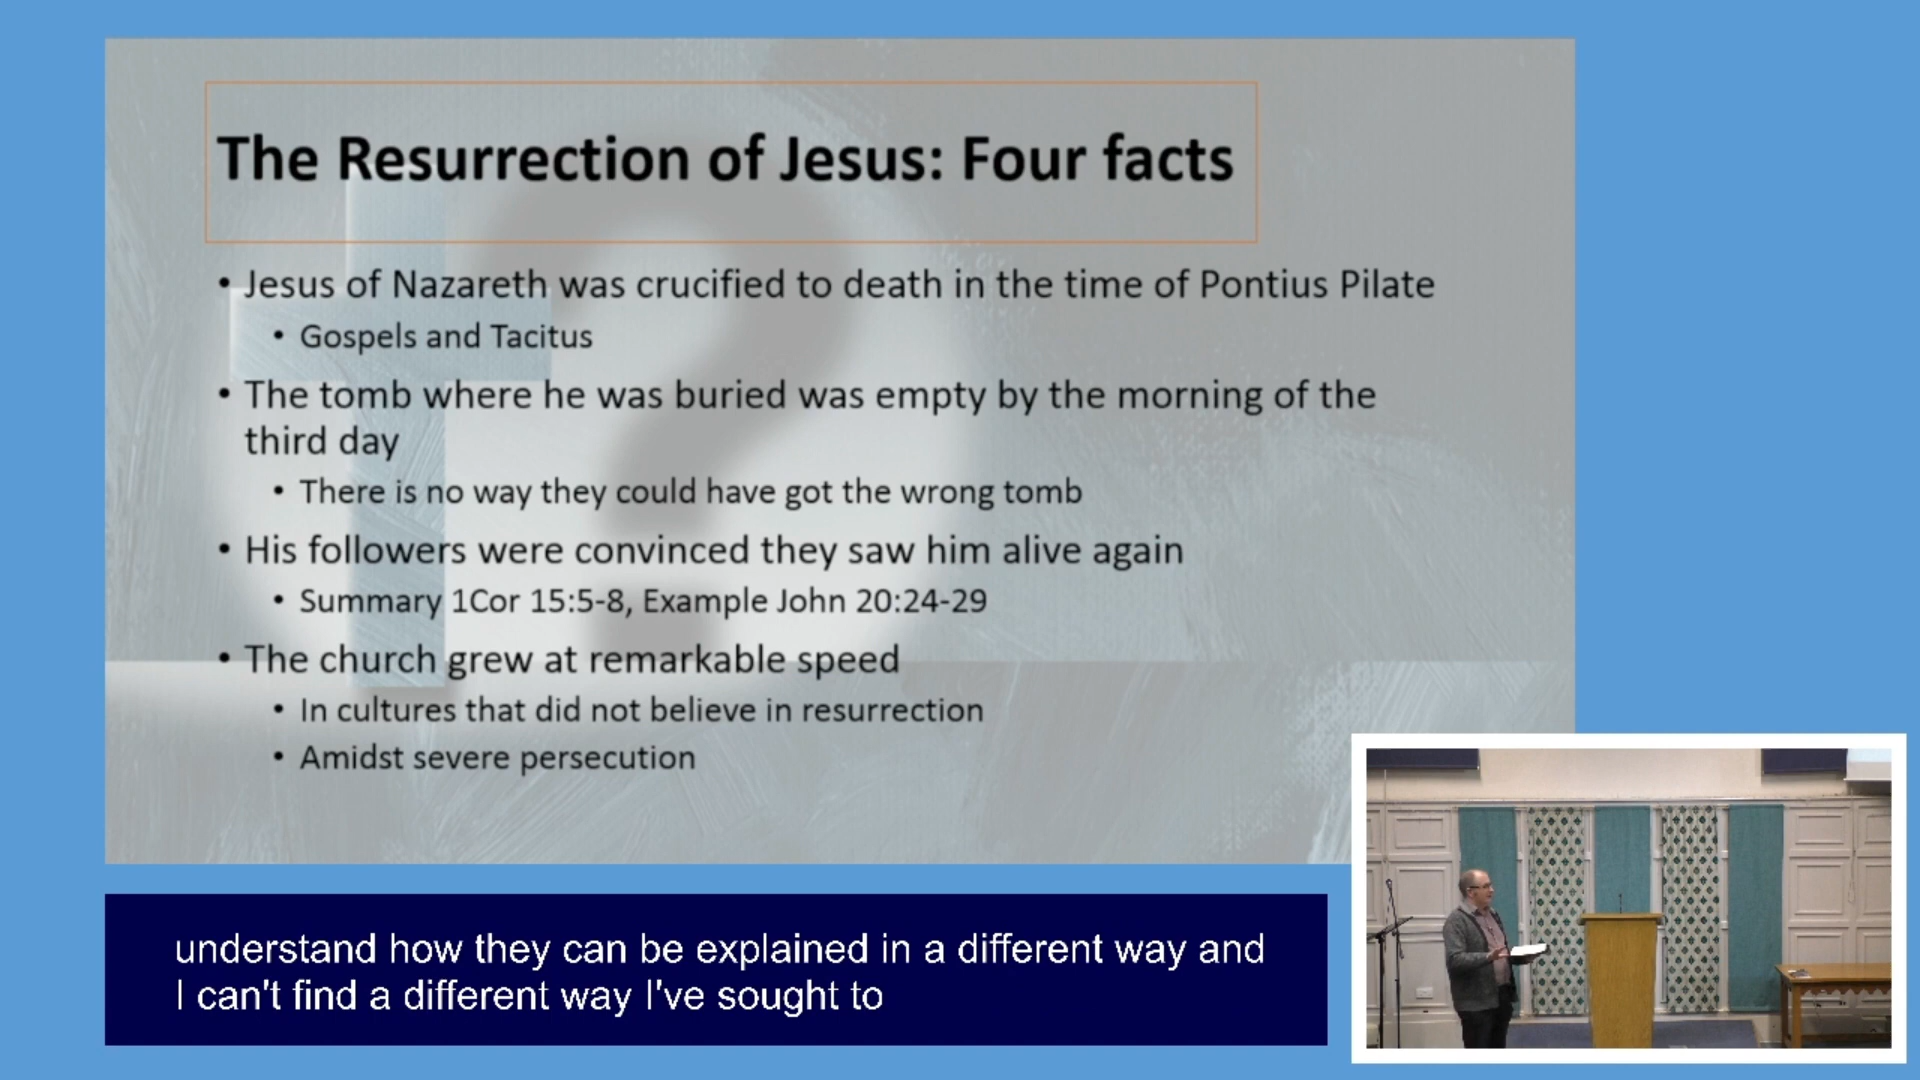 The Resurrection of Jesus: Four facts
• Jesus of Nazareth was crucified to death in the time of Pontius Pilate
• Gospels and Tacitus
• The tomb where he was buried was empty by the morning of the
third day
• There is no way they could have got the wrong tomb
• His followers were convinced they saw him alive again
• Summary 1Cor 15:5-8, Example John 20:24-29
• The church grew at remarkable speed
• In cultures that did not believe in resurrection
• Amidst severe persecution
understand how they can be explained in a different way and
I can't find a different way I've sought to